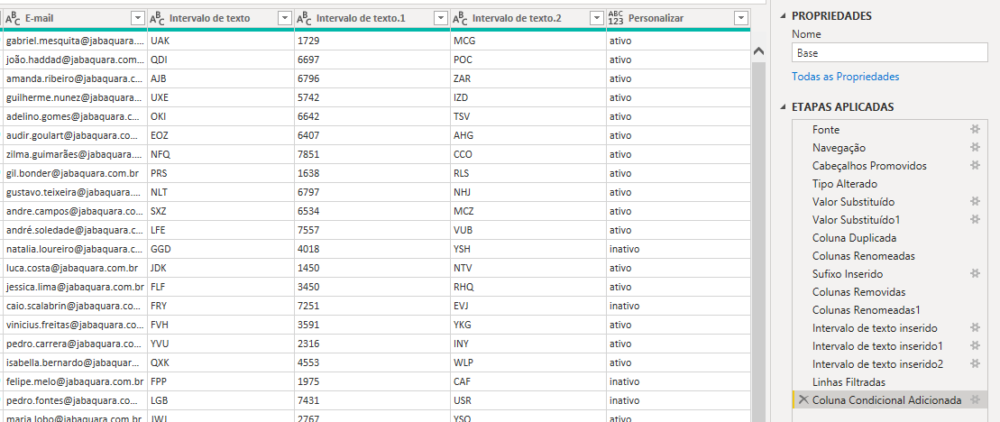 E-mail Intervalo de texto Intervalo de texto.1 Intervalo de texto.2 Personalizar
gabriel.mesquita@jabaquara.... UAK 1729 MCG ativo
joão.haddad@jabaquara.com... QDI 6697 POC ativo
amanda.ribeiro@jabaquara.c... AJB 6796 ZAR ativo
guilherme.nunez@jabaquara... UXE 5742 IZD ativo
adelino.gomes@jabaquara.c... OKI 6642 TSV ativo
audir.goulart@jabaquara.co... EOZ 6407 AHG ativo
zilma.guimarães@jabaquara.... NFQ 7851 CCO ativo
gil.bonder@jabaquara.com.br PRS 1638 RLS ativo
gustavo.teixeira@jabaquara.... NLT 6797 NHJ ativo
andre.campos@jabaquara.co... SXZ 6534 MCZ ativo
andré.soledade@jabaquara.c... LFE 7557 VUB ativo
natalia.loureiro@jabaquara.c... GGD 4018 YSH inativo
luca.costa@jabaquara.com.br JDK 1450 NTV ativo
jessica.lima@jabaquara.com.br FLF 3450 RHQ ativo
caio.scalabrin@jabaquara.co... FRY 7251 EVJ inativo
vinicius.freitas@jabaquara.co... FVH 3591 YKG ativo
pedro.carrera@jabaquara.co... YVU 2316 INY ativo
isabella.bernardo@jabaquar... QXK 4553 WLP ativo
felipe.melo@jabaquara.com.br FPP 1975 CAF inativo
pedro.fontes@jabaquara.co... LGB 7431 USR inativo
maria.lobo@jabaquara.com.br JWJ 2767 YSO ativo
PROPRIEDADES
Nome
Base
Todas as Propriedades
ETAPAS APLICADAS
Fonte
Navegação
Cabeçalhos Promovidos
Tipo Alterado
Valor Substituído
Valor Substituído1
Coluna Duplicada
Colunas Renomeadas
Sufixo Inserido
Colunas Removidas
Colunas Renomeadas1
Intervalo de texto inserido
Intervalo de texto inserido1
Intervalo de texto inserido2
Linhas Filtradas
Coluna Condicional Adicionada